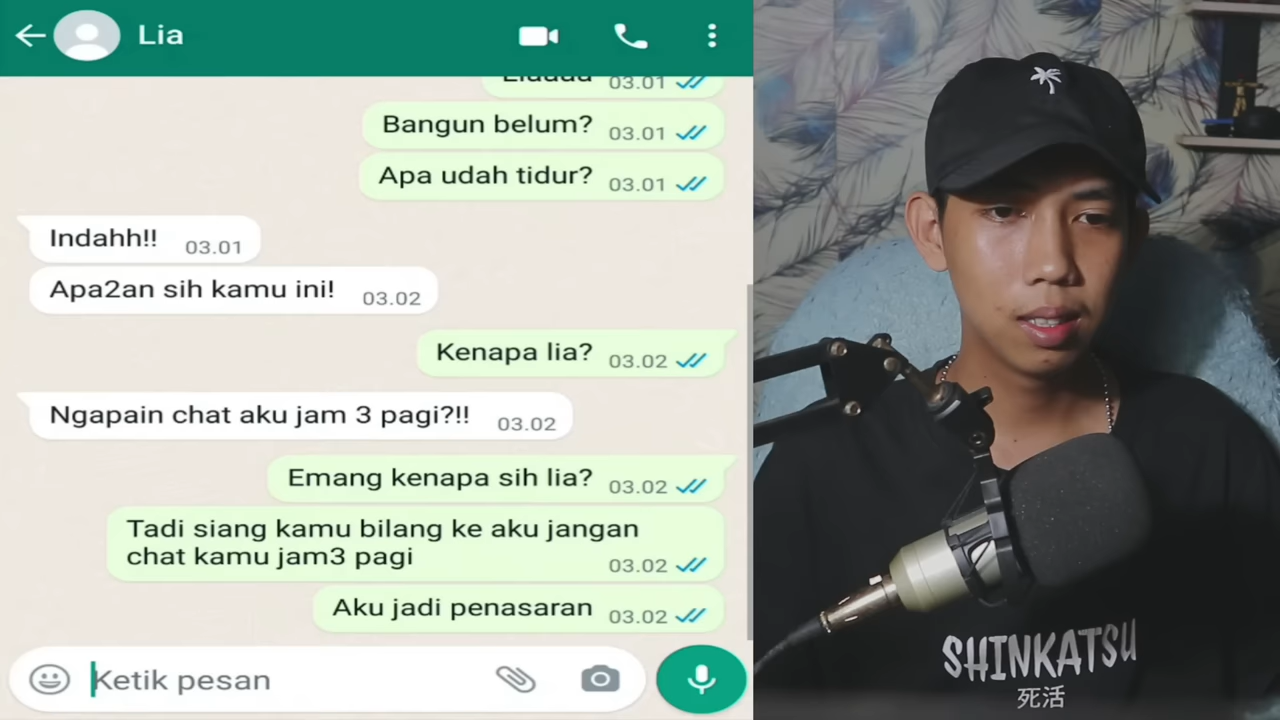 Lia
03.01
Bangun belum? 03.01
Apa udah tidur? 03.01
Indahh!! 03.01
Apa2an sih kamu ini! 03.02
Kenapa lia? 03.02
Ngapain chat aku jam 3 pagi?!! 03.02
Emang kenapa sih lia? 03.02
Tadi siang kamu bilang ke aku jangan
chat kamu jam3 pagi 03.02
Aku jadi penasaran 03.02
Ketik pesan
SHINKATSU
死活